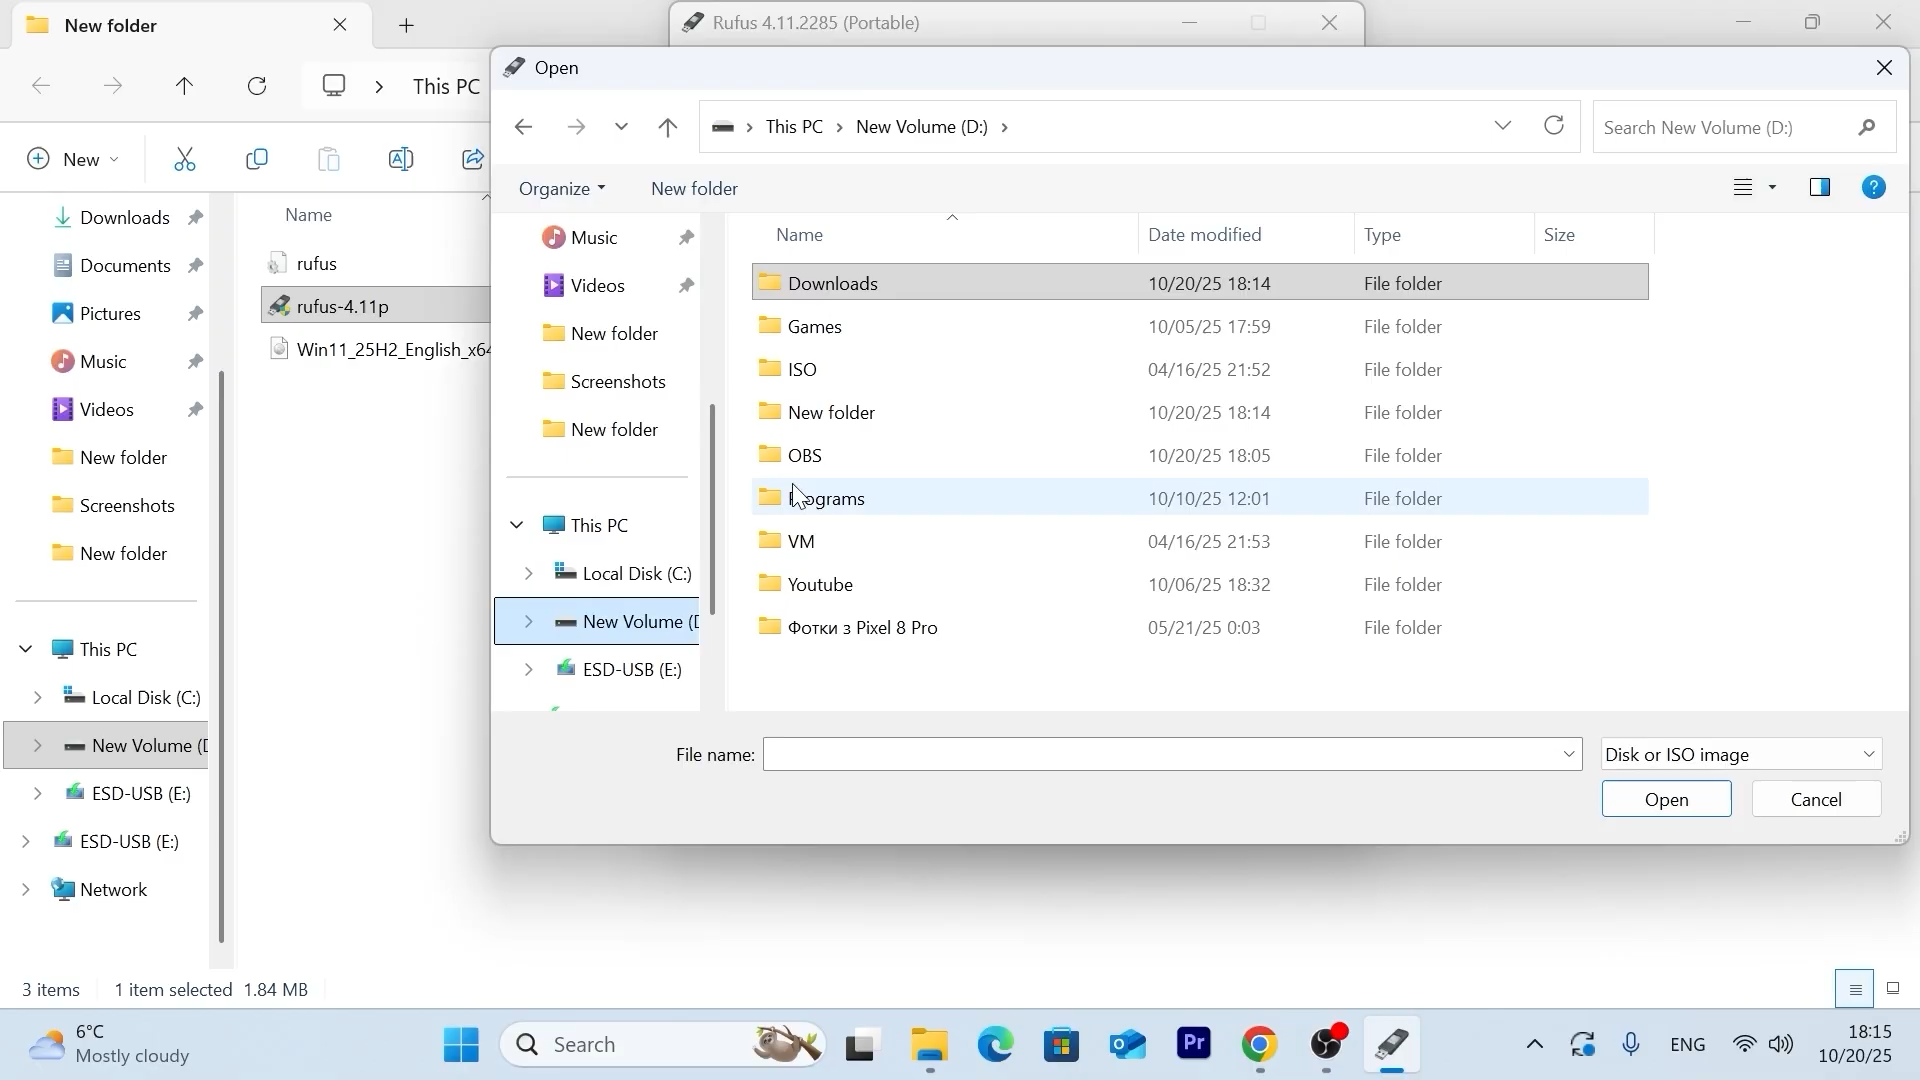 New folder
Rufus 4.11.2285 (Portable)
This PC
New
Downloads
Documents
Pictures
Music
Videos
New folder
Screenshots
New folder
This PC
Local Disk (C:)
New Volume (D
ESD-USB (E:)
ESD-USB (E:)
Network
Name
rufus
rufus-4.11p
Win11_25H2_English_x64
3 items 1 item selected 1.84 MB
Open
This PC New Volume (D:)
Search New Volume (D:)
Organize New folder
Music
Videos
New folder
Screenshots
New folder
This PC
Local Disk (C:)
New Volume (D
ESD-USB (E:)
Name Date modified Type Size
Downloads 10/20/25 18:14 File folder
Games 10/05/25 17:59 File folder
ISO 04/16/25 21:52 File folder
New folder 10/20/25 18:14 File folder
OBS 10/20/25 18:05 File folder
Programs 10/10/25 12:01 File folder
VM 04/16/25 21:53 File folder
Youtube 10/06/25 18:32 File folder
Фотки з Pixel 8 Pro 05/21/25 0:03 File folder
File name:
Disk or ISO image
Open Cancel
6°C
Mostly cloudy
Search
Pr
ENG
18:15
10/20/25